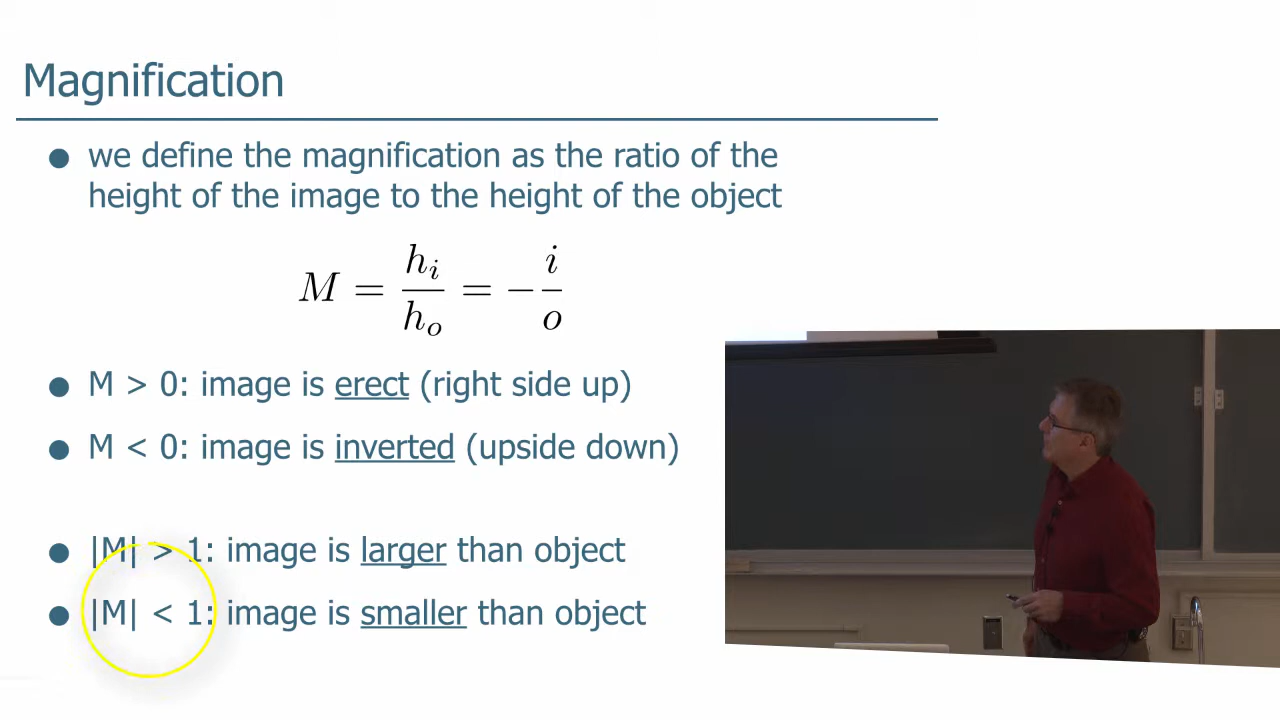 Magnification
● we define the magnification as the ratio of the
height of the image to the height of the object
M = h_i/h_o = −i/o
● M > 0: image is erect (right side up)
● M < 0: image is inverted (upside down)
● |M| > 1: image is larger than object
● |M| < 1: image is smaller than object